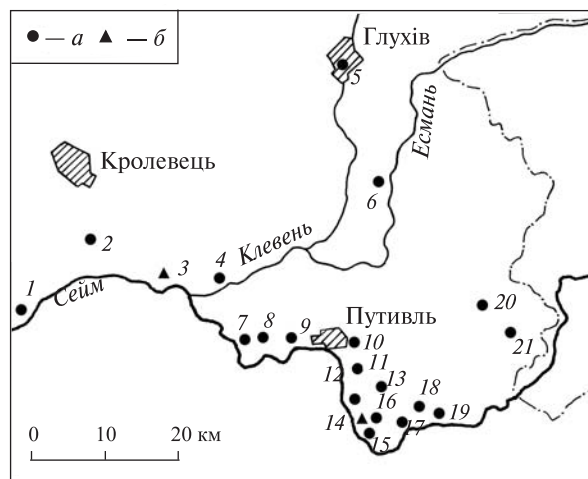 — а — б
Глухів
5
Есмань
Кролевець
6
2
Клевень
4
3
1
Сейм
20
7 8 9
Путивль
10
21
11
12
13
18
16
19
14
17
15
0 10 20 км